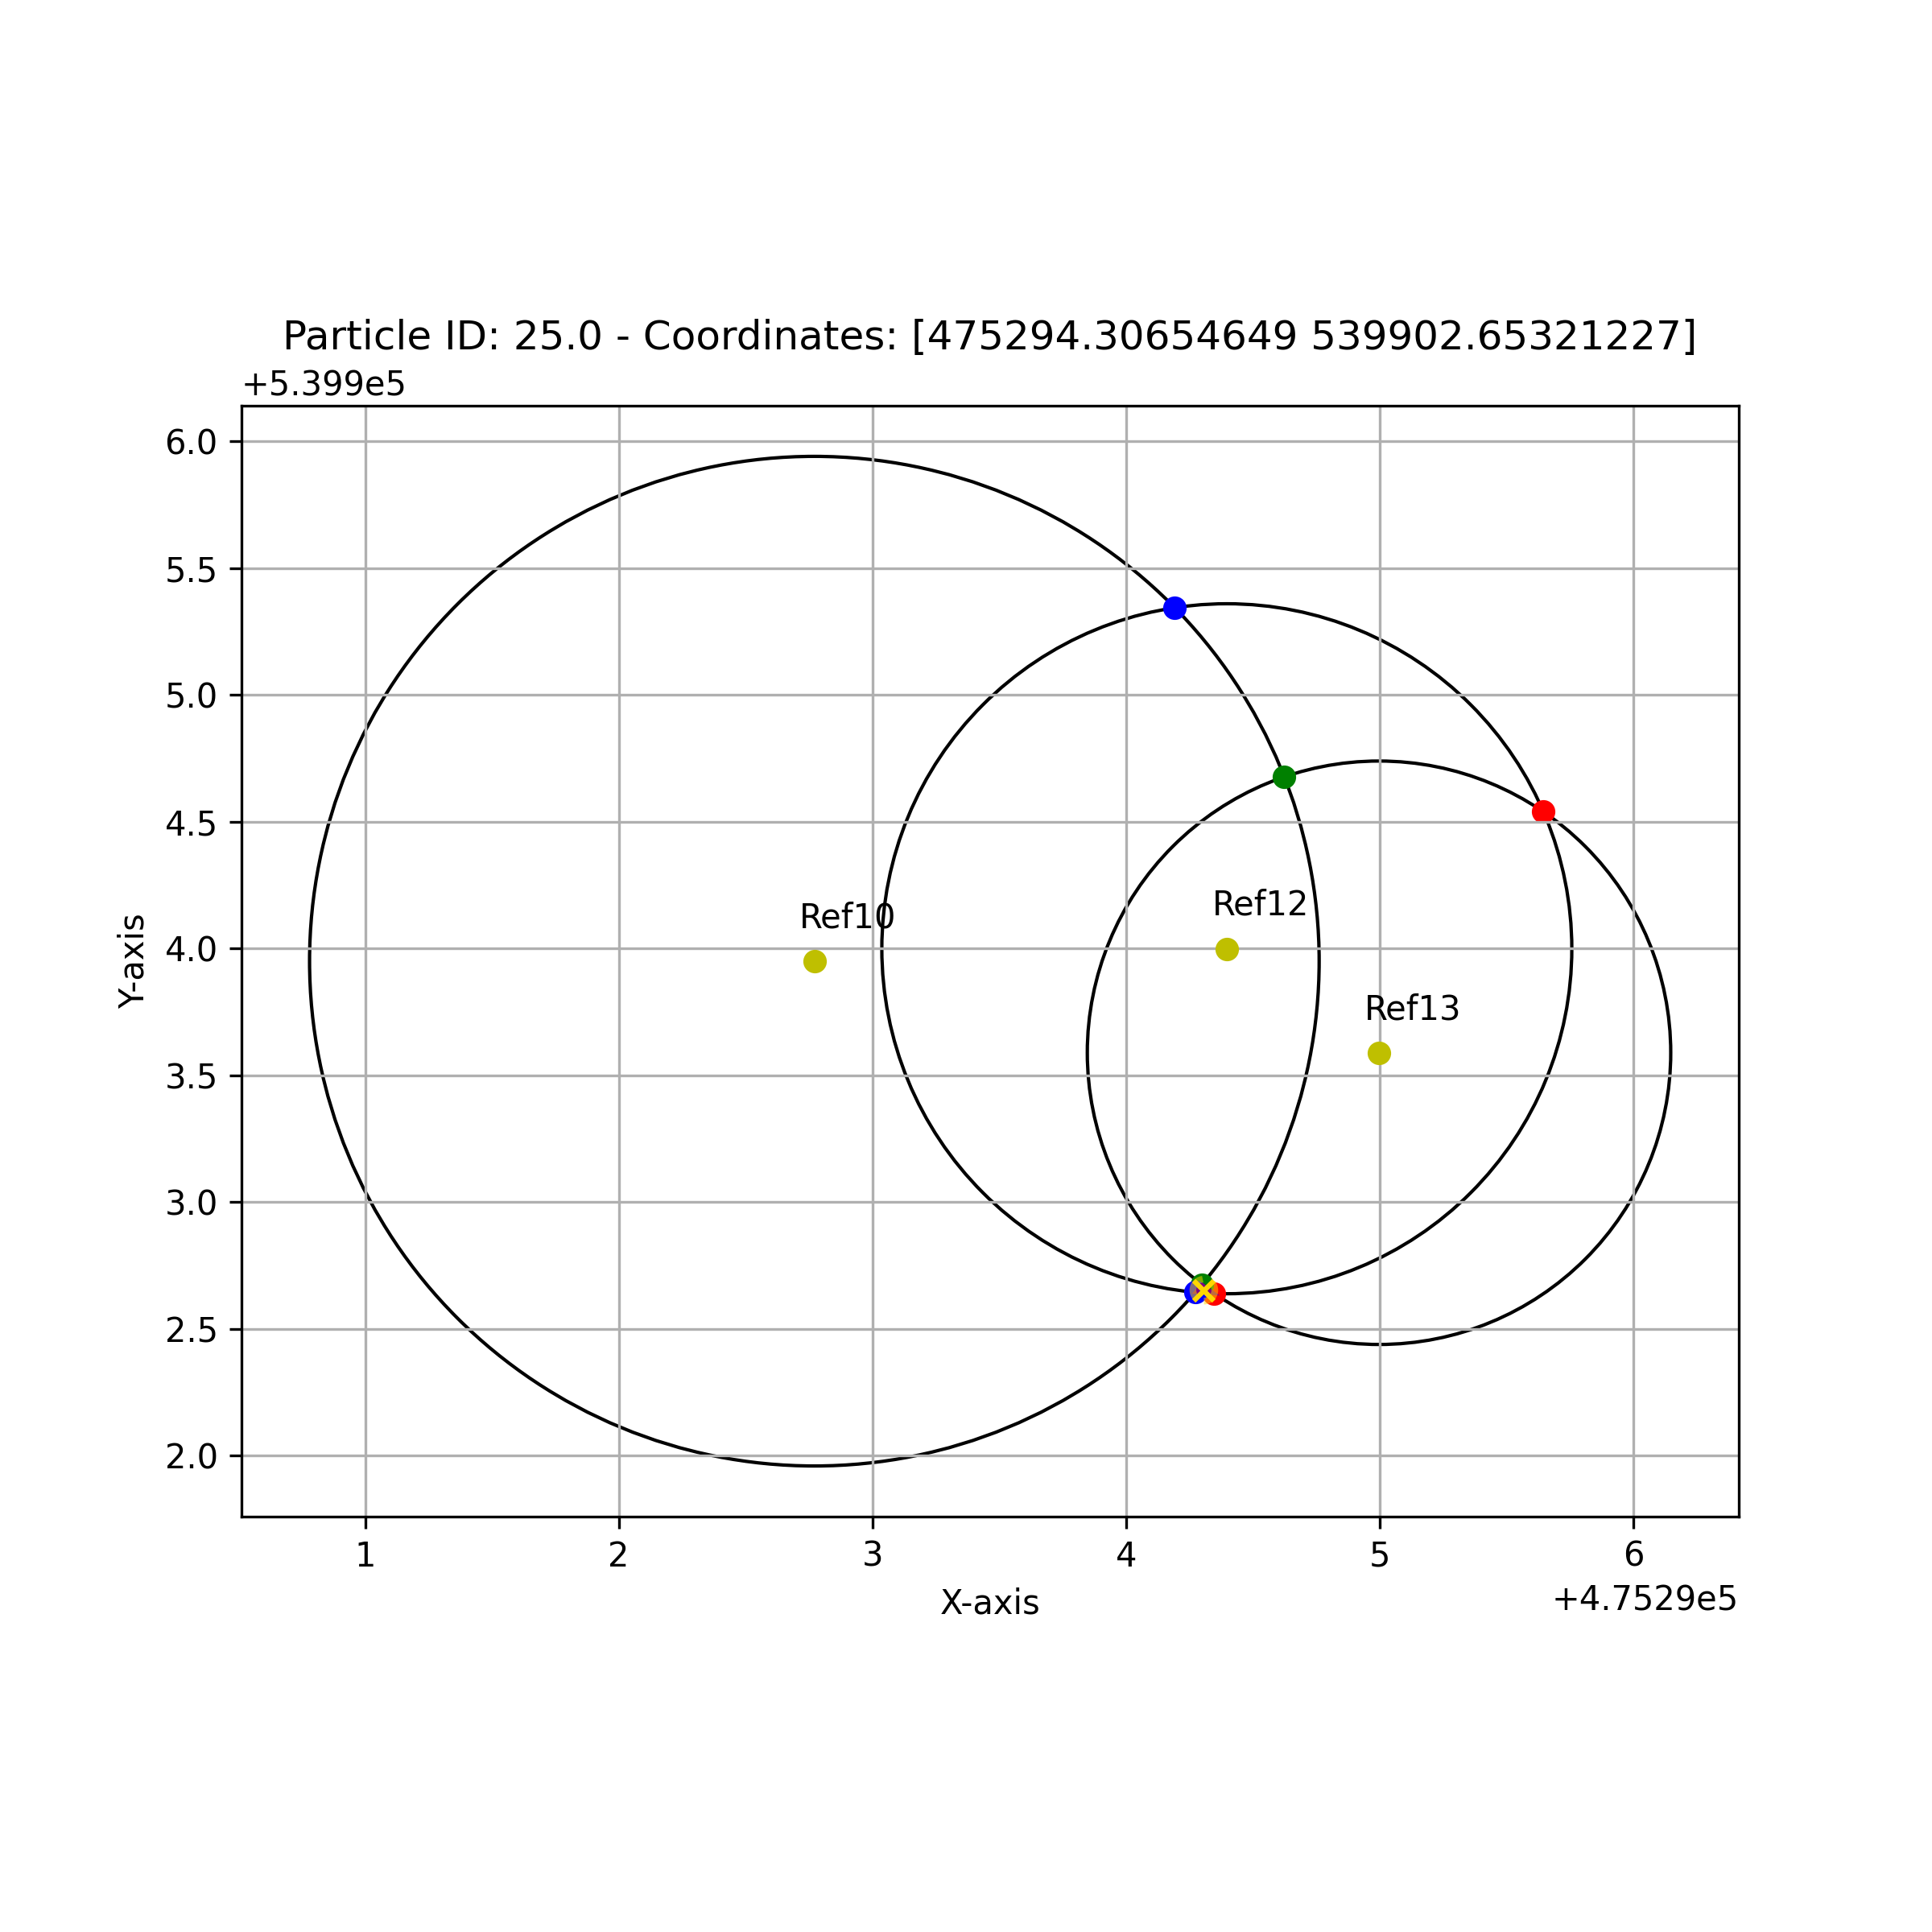 Particle ID: 25.0 - Coordinates: [475294.30654649 539902.65321227]
+5.399e5
6.0
5.5
5.0
4.5
4.0
3.5
3.0
2.5
2.0
Y-axis
Ref10
Ref12
Ref13
1 2 3 4 5 6
X-axis
+4.7529e5